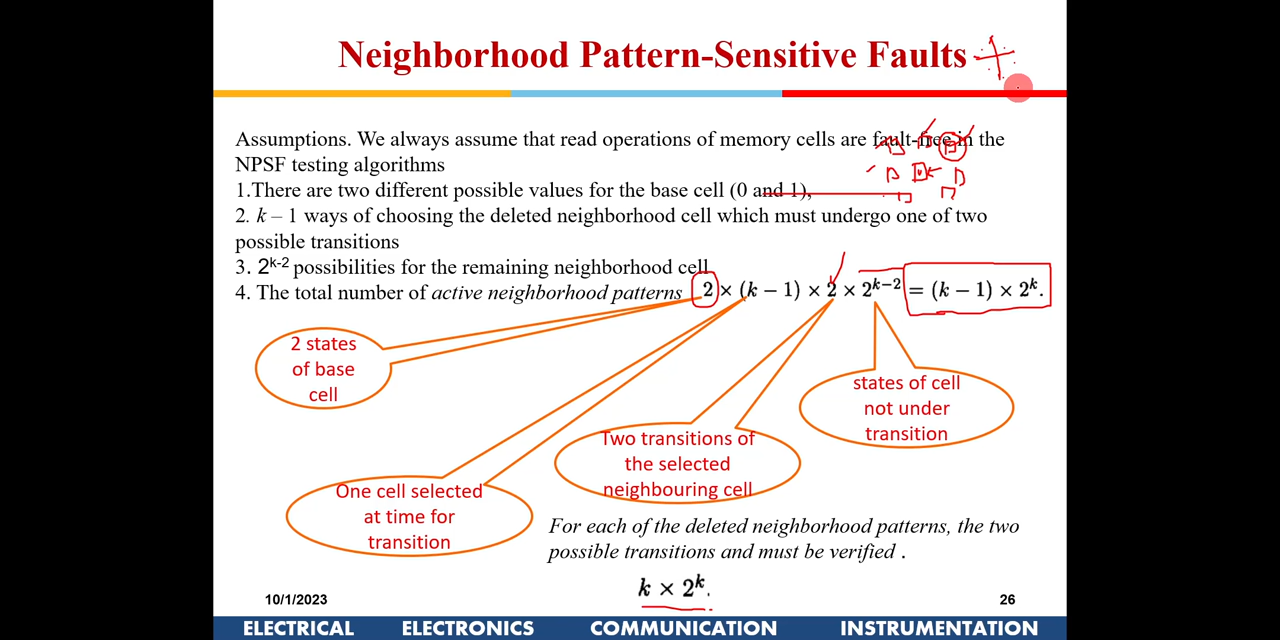 Neighborhood Pattern-Sensitive Faults
Assumptions. We always assume that read operations of memory cells are fault-free in the
NPSF testing algorithms
1.There are two different possible values for the base cell (0 and 1),
2. k – 1 ways of choosing the deleted neighborhood cell which must undergo one of two
possible transitions
3. 2^{k-2} possibilities for the remaining neighborhood cell
4. The total number of active neighborhood patterns 2 × (k − 1) × 2 × 2^{k−2} = (k − 1) × 2^k.
2 states
of base
cell
states of cell
not under
transition
Two transitions of
the selected
neighbouring cell
One cell selected
at time for
transition
For each of the deleted neighborhood patterns, the two
possible transitions and must be verified .
k × 2^k.
10/1/2023
26
ELECTRICAL ELECTRONICS COMMUNICATION INSTRUMENTATION